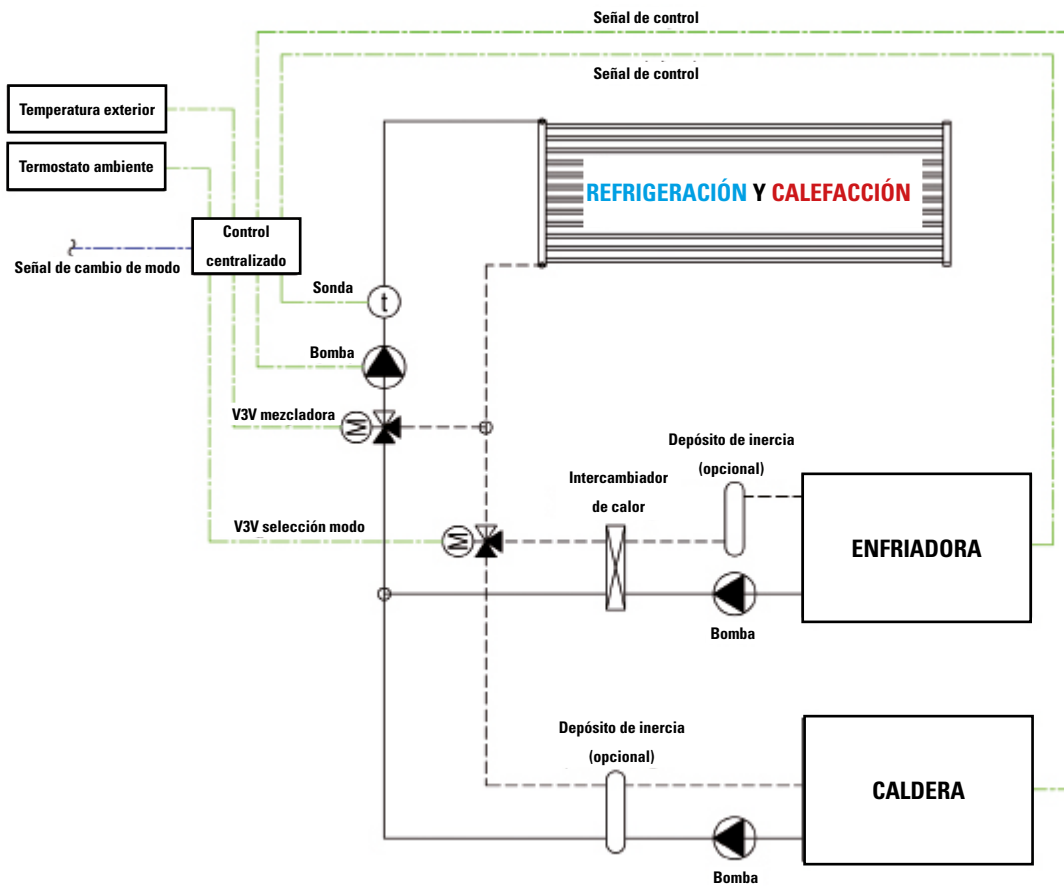 Señal de control
Señal de control
Temperatura exterior
Termostato ambiente
REFRIGERACIÓN Y CALEFACCIÓN
Control
centralizado
Señal de cambio de modo
Sonda
t
Bomba
V3V mezcladora
M
Depósito de inercia
(opcional)
Intercambiador
de calor
V3V selección modo
M
ENFRIADORA
Bomba
Depósito de inercia
(opcional)
CALDERA
Bomba